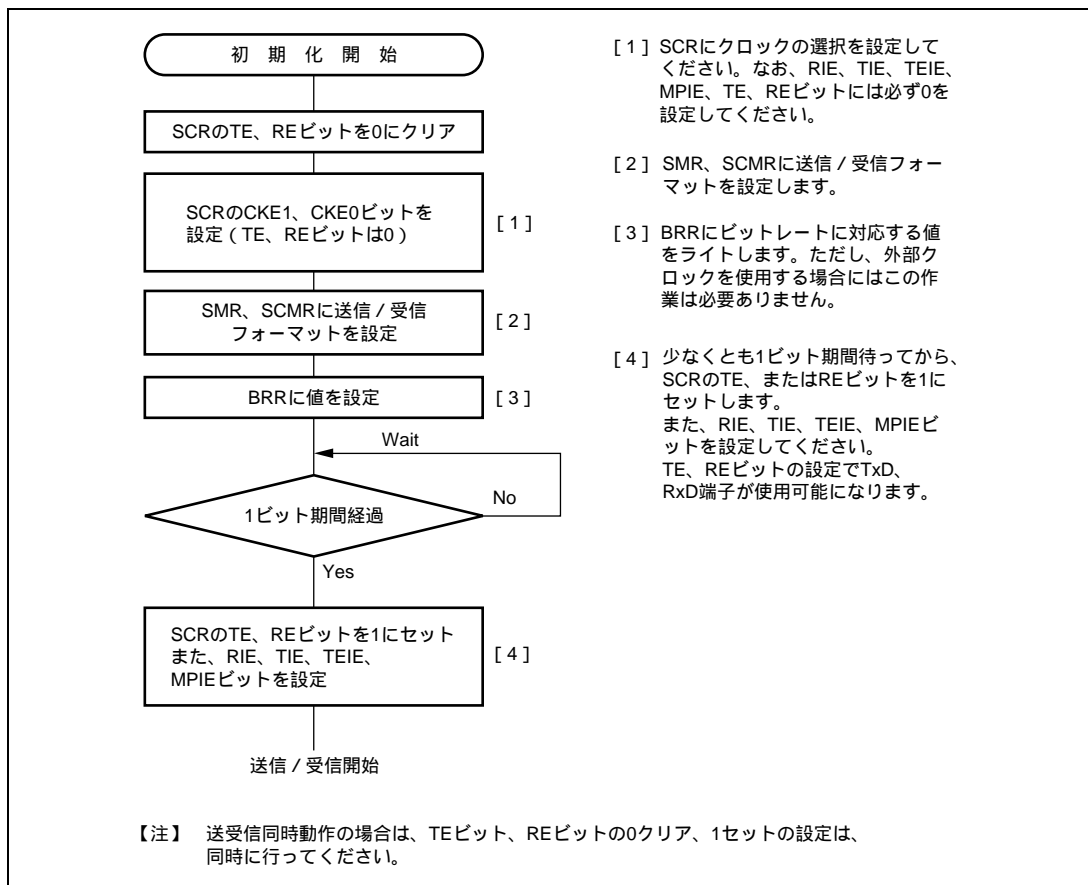 初 期 化 開 始
SCRのTE、REビットを0にクリア
SCRのCKE1、CKE0ビットを
設定（TE、REビットは0）
[ 1 ]
SMR、SCMRに送信 / 受信
フォーマットを設定
[ 2 ]
BRRに値を設定
[ 3 ]
Wait
1ビット期間経過
No
Yes
SCRのTE、REビットを1にセット
また、RIE、TIE、TEIE、
MPIEビットを設定
[ 4 ]
送信 / 受信開始
[ 1 ] SCRにクロックの選択を設定して
ください。なお、RIE、TIE、TEIE、
MPIE、TE、REビットには必ず0を
設定してください。
[ 2 ] SMR、SCMRに送信 / 受信フォー
マットを設定します。
[ 3 ] BRRにビットレートに対応する値
をライトします。ただし、外部ク
ロックを使用する場合にはこの作
業は必要ありません。
[ 4 ] 少なくとも1ビット期間待ってから、
SCRのTE、またはREビットを1に
セットします。
また、RIE、TIE、TEIE、MPIEビ
ットを設定してください。
TE、REビットの設定でTxD、
RxD端子が使用可能になります。
【注】 送受信同時動作の場合は、TEビット、REビットの0クリア、1セットの設定は、
同時に行ってください。